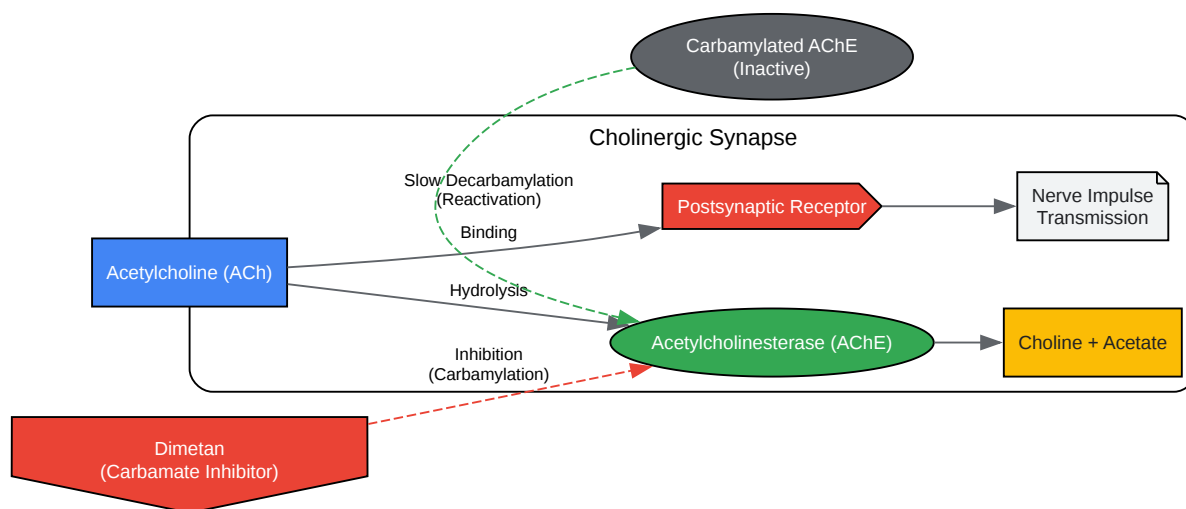 Carbamylated AChE
(Inactive)
Cholinergic Synapse
Slow Decarbamylation
(Reactivation)
Postsynaptic Receptor
Nerve Impulse
Transmission
Binding
Acetylcholine (ACh)
Hydrolysis
Acetylcholinesterase (AChE)
Choline + Acetate
Inhibition
(Carbamylation)
Dimetan
(Carbamate Inhibitor)